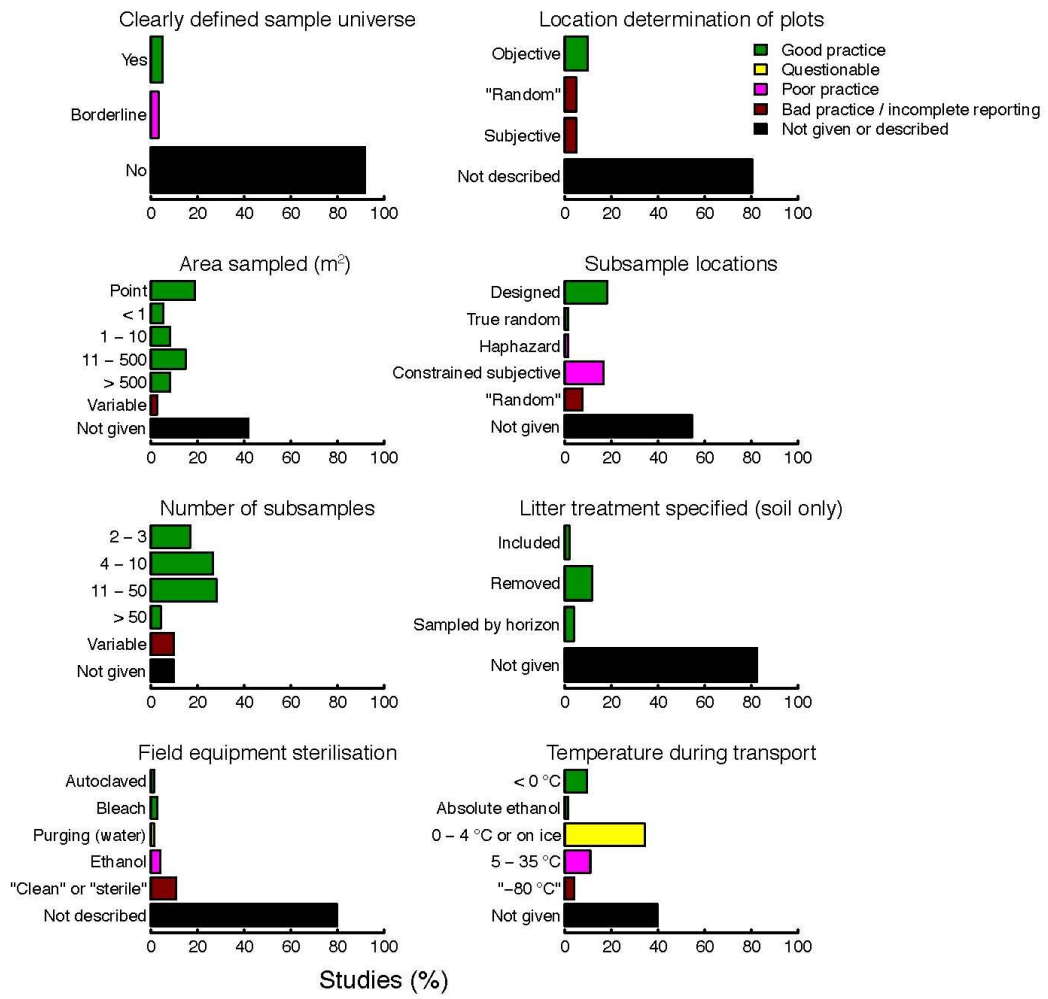 Clearly defined sample universe
Yes
Borderline
No
0 20 40 60 80 100
Location determination of plots
Objective
"Random"
Subjective
Not described
0 20 40 60 80 100
Good practice
Questionable
Poor practice
Bad practice / incomplete reporting
Not given or described
Area sampled (m²)
Point
< 1
1 − 10
11 − 500
> 500
Variable
Not given
0 20 40 60 80 100
Subsample locations
Designed
True random
Haphazard
Constrained subjective
"Random"
Not given
0 20 40 60 80 100
Number of subsamples
2 − 3
4 − 10
11 − 50
> 50
Variable
Not given
0 20 40 60 80 100
Litter treatment specified (soil only)
Included
Removed
Sampled by horizon
Not given
0 20 40 60 80 100
Field equipment sterilisation
Autoclaved
Bleach
Purging (water)
Ethanol
"Clean" or "sterile"
Not described
0 20 40 60 80 100
Temperature during transport
< 0 °C
Absolute ethanol
0 − 4 °C or on ice
5 − 35 °C
"−80 °C"
Not given
0 20 40 60 80 100
Studies (%)